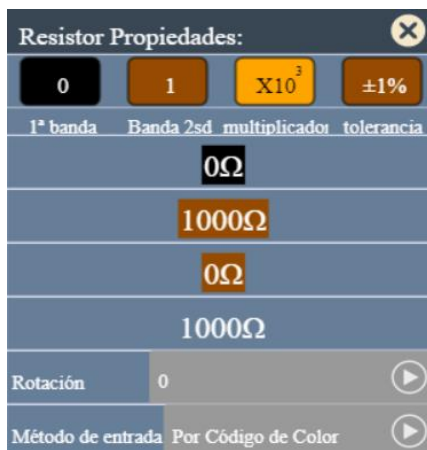 Resistor Propiedades:
0 1 X10³ ±1%
1ª banda Banda 2sd multiplicador tolerancia
0Ω
1000Ω
0Ω
1000Ω
Rotación 0
Método de entrada Por Código de Color